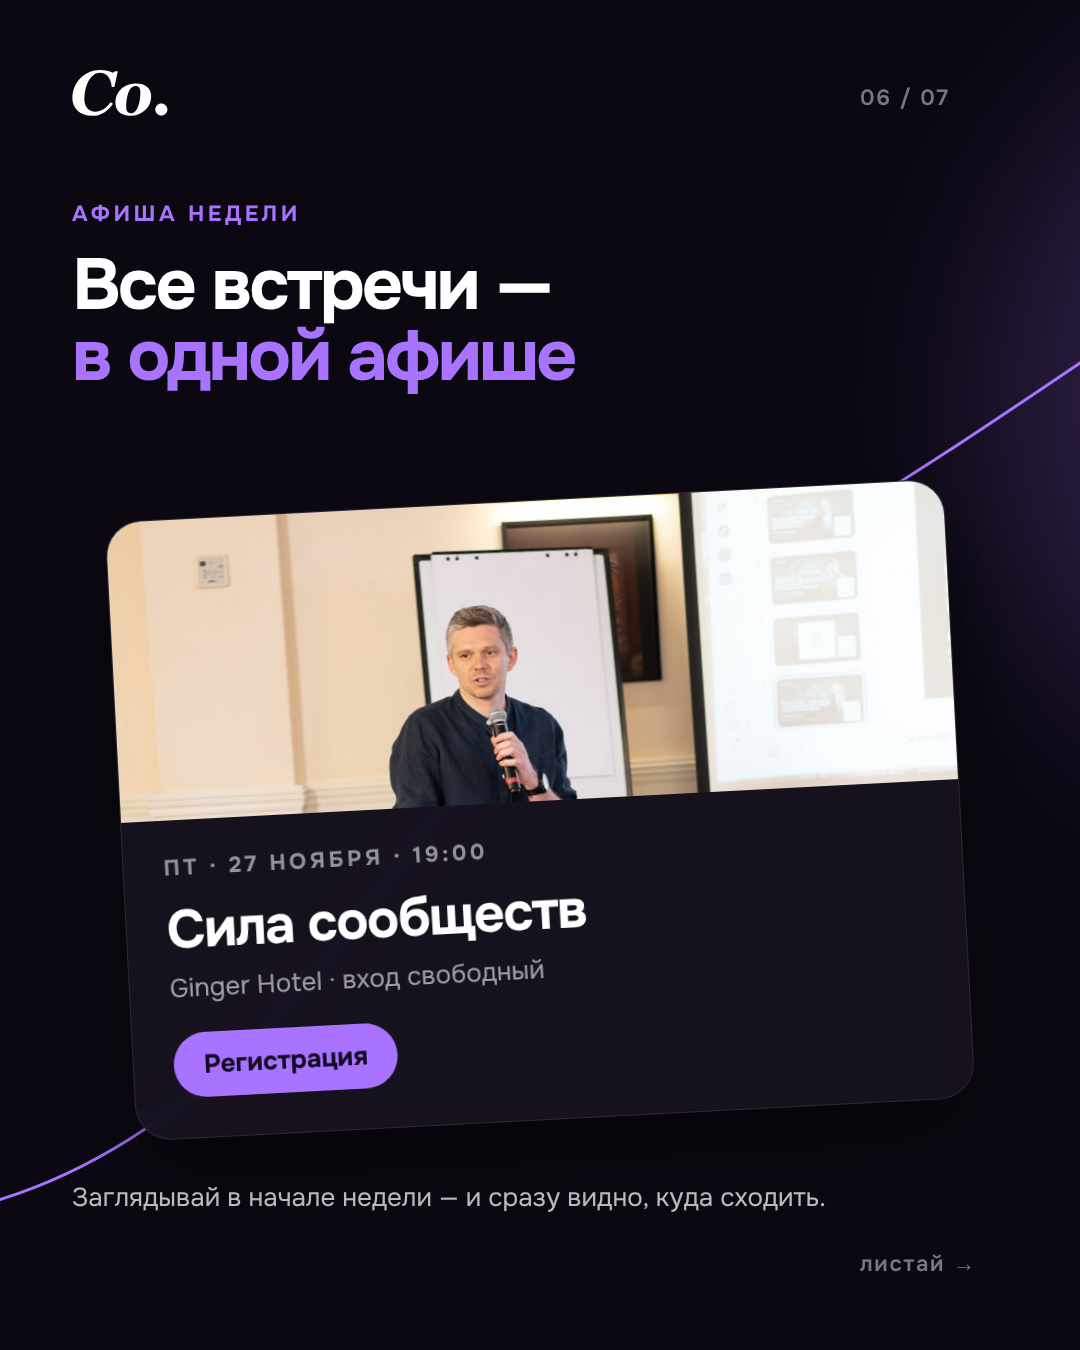 Co.
06 / 07
АФИША НЕДЕЛИ
Все встречи —
в одной афише
ПТ · 27 НОЯБРЯ · 19:00
Сила сообществ
Ginger Hotel · вход свободный
Регистрация
Заглядывай в начале недели — и сразу видно, куда сходить.
листай →